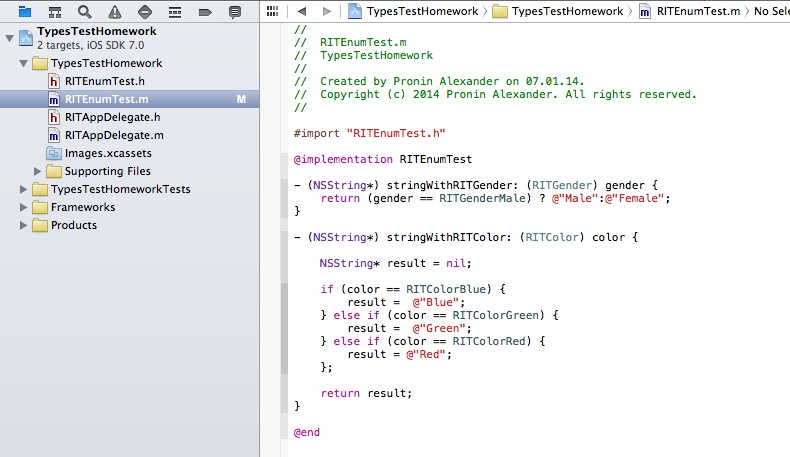 TypesTestHomework
2 targets, iOS SDK 7.0
TypesTestHomework
RITEnumTest.h
RITEnumTest.m M
RITAppDelegate.h
RITAppDelegate.m
Images.xcassets
Supporting Files
TypesTestHomeworkTests
Frameworks
Products
TypesTestHomework TypesTestHomework RITEnumTest.m No Sele
//
//  RITEnumTest.m
//  TypesTestHomework
//
//  Created by Pronin Alexander on 07.01.14.
//  Copyright (c) 2014 Pronin Alexander. All rights reserved.
//
#import "RITEnumTest.h"
@implementation RITEnumTest
- (NSString*) stringWithRITGender: (RITGender) gender {
    return (gender == RITGenderMale) ? @"Male":@"Female";
}
- (NSString*) stringWithRITColor: (RITColor) color {
    NSString* result = nil;
    if (color == RITColorBlue) {
        result =  @"Blue";
    } else if (color == RITColorGreen) {
        result =  @"Green";
    } else if (color == RITColorRed) {
        result = @"Red";
    };
    return result;
}
@end